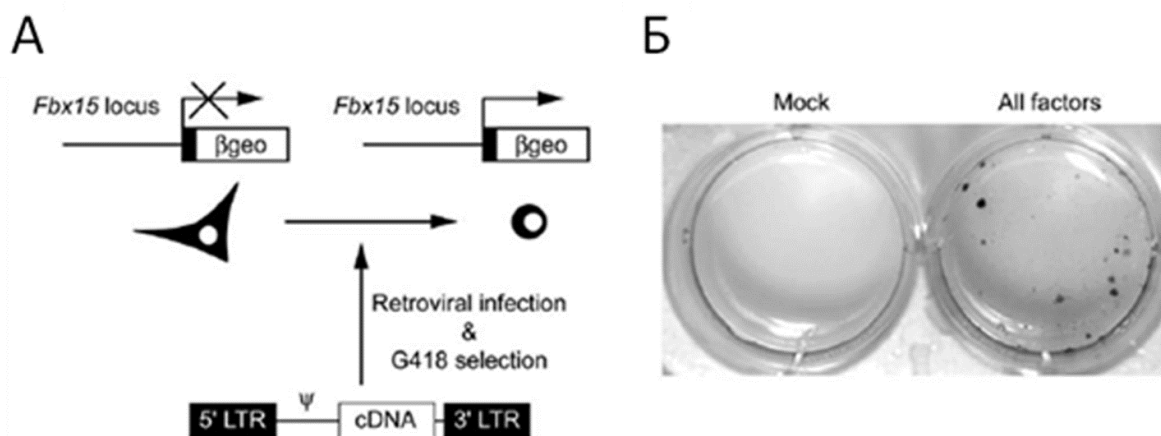 А
Fbx15 locus
βgeo
Fbx15 locus
βgeo
Retroviral infection
&
G418 selection
5' LTR
ψ
cDNA
3' LTR
Б
Mock
All factors